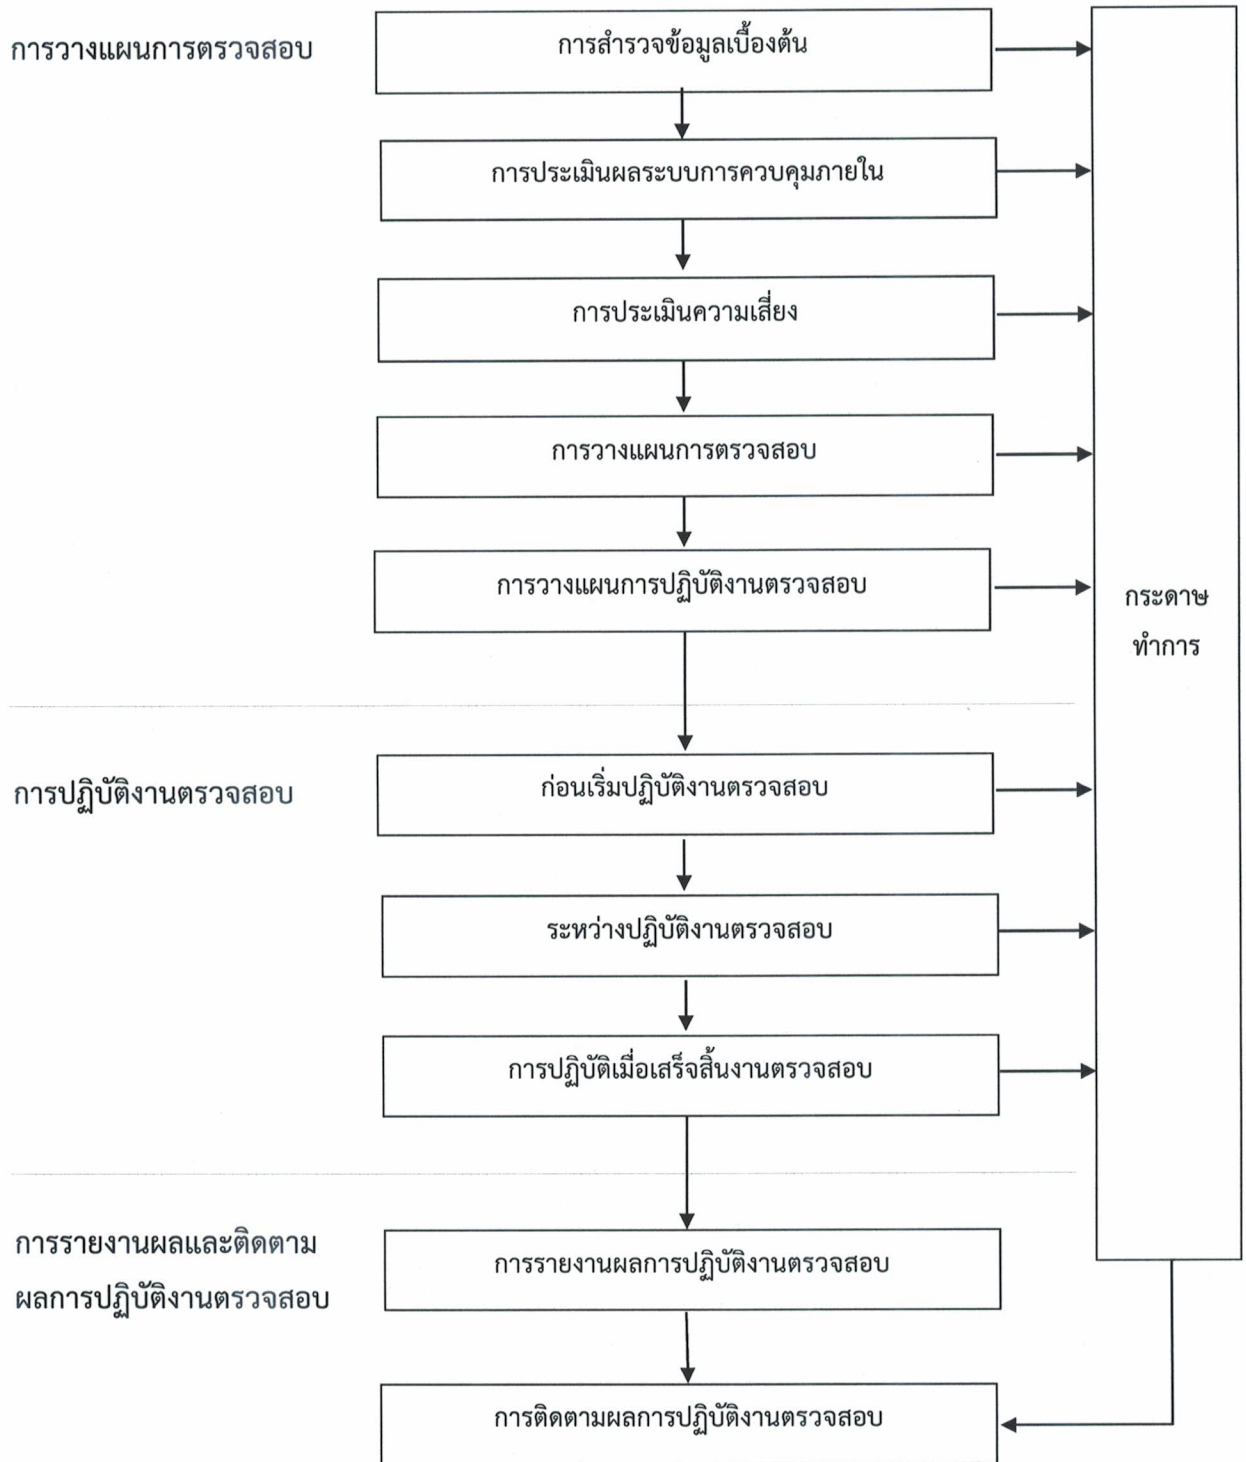 การวางแผนการตรวจสอบ
การสำรวจข้อมูลเบื้องต้น
การประเมินผลระบบการควบคุมภายใน
การประเมินความเสี่ยง
การวางแผนการตรวจสอบ
การวางแผนการปฏิบัติงานตรวจสอบ
กระดาษ
ทำการ
การปฏิบัติงานตรวจสอบ
ก่อนเริ่มปฏิบัติงานตรวจสอบ
ระหว่างปฏิบัติงานตรวจสอบ
การปฏิบัติเมื่อเสร็จสิ้นงานตรวจสอบ
การรายงานผลและติดตาม
ผลการปฏิบัติงานตรวจสอบ
การรายงานผลการปฏิบัติงานตรวจสอบ
การติดตามผลการปฏิบัติงานตรวจสอบ